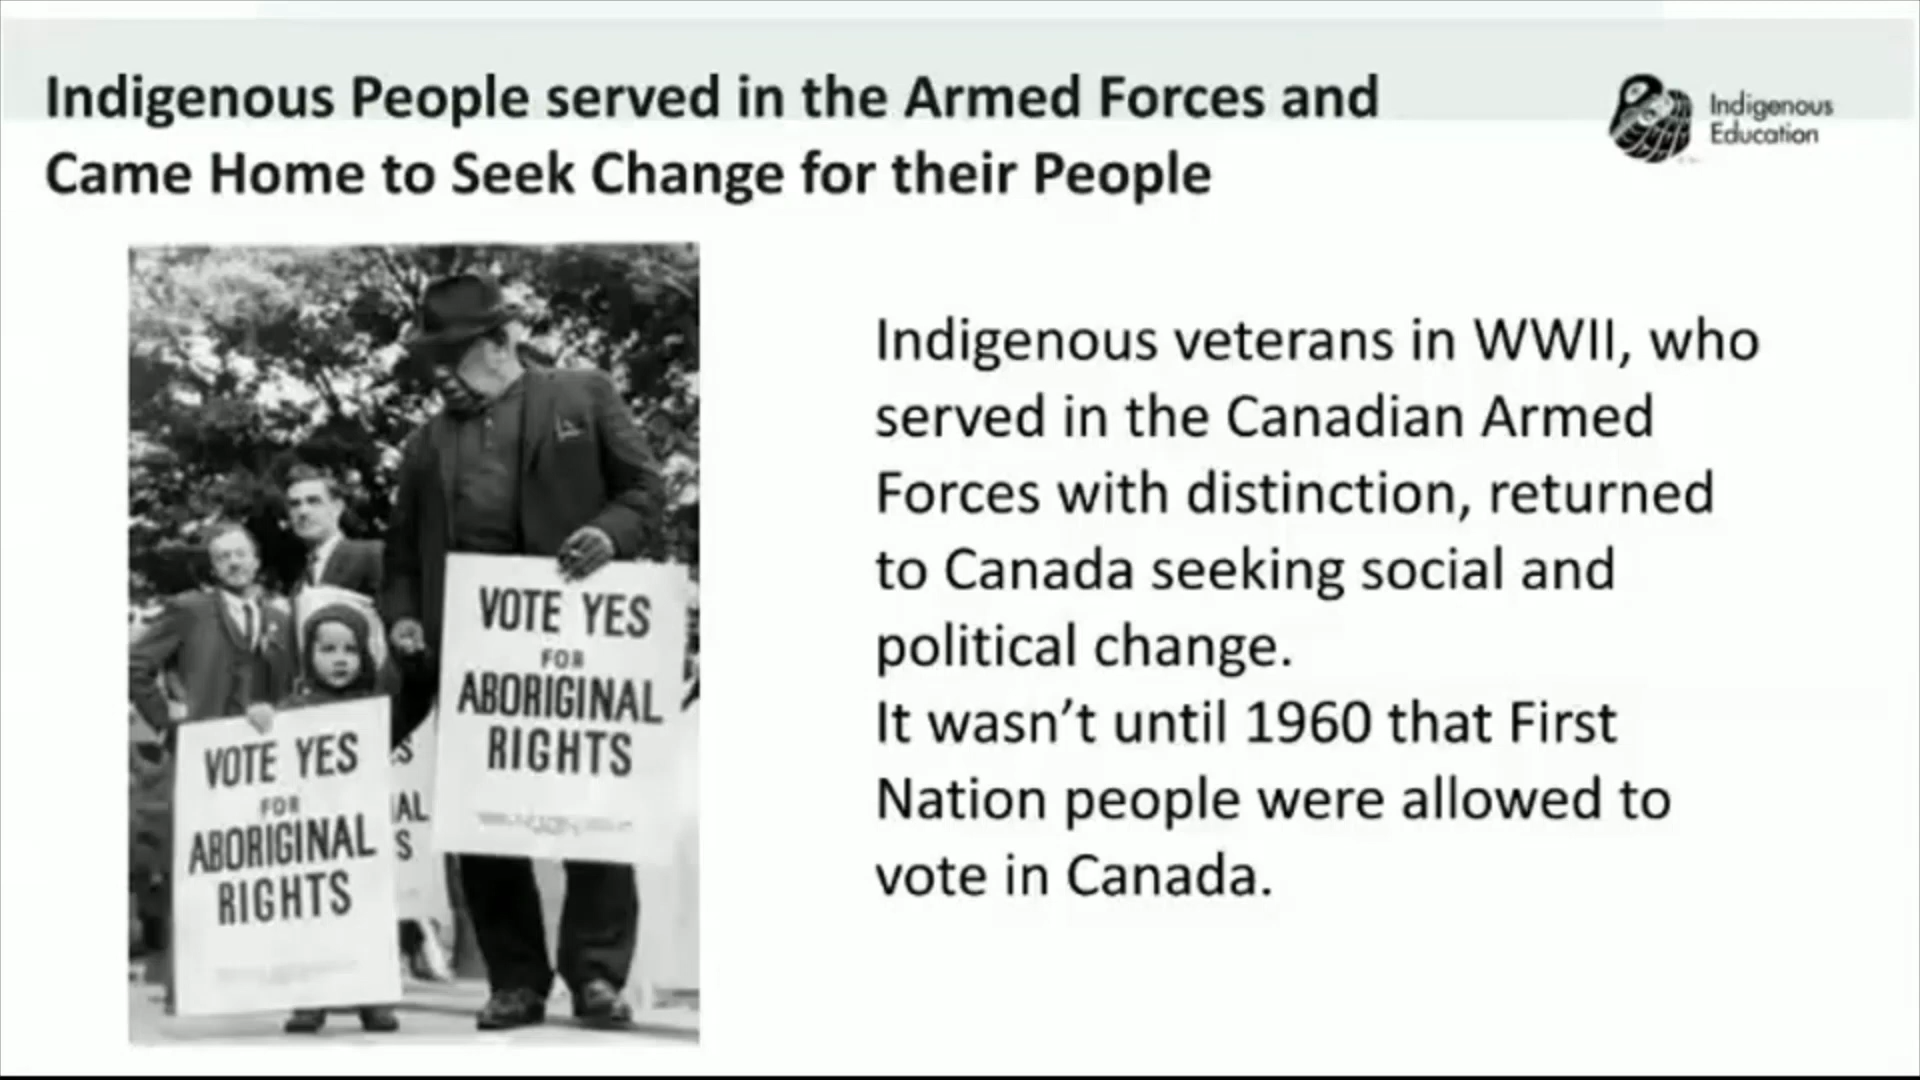 Indigenous People served in the Armed Forces and
Came Home to Seek Change for their People
Indigenous
Education
Indigenous veterans in WWII, who
served in the Canadian Armed
Forces with distinction, returned
to Canada seeking social and
political change.
It wasn't until 1960 that First
Nation people were allowed to
vote in Canada.
VOTE YES
FOR
ABORIGINAL
RIGHTS
VOTE YES
FOR
ABORIGINAL
RIGHTS
ES
AL
S